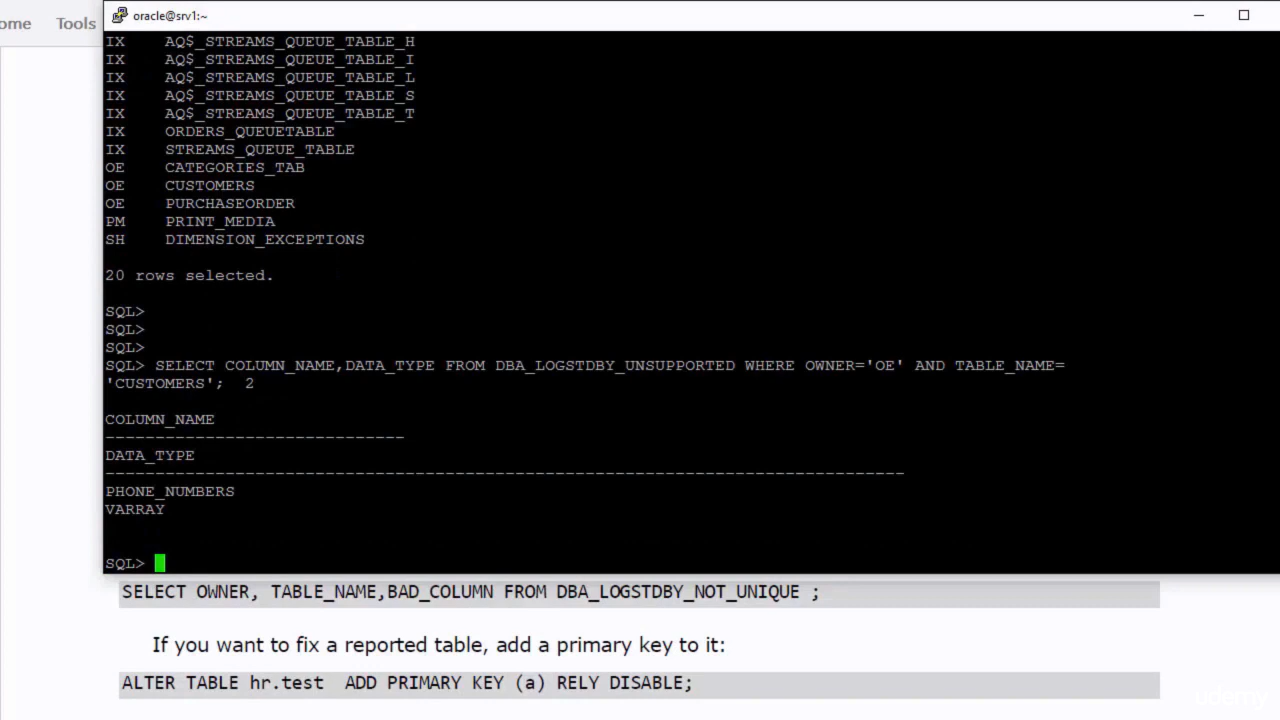 ome Tools
oracle@srv1:~
IX AQ$_STREAMS_QUEUE_TABLE_H
IX AQ$_STREAMS_QUEUE_TABLE_I
IX AQ$_STREAMS_QUEUE_TABLE_L
IX AQ$_STREAMS_QUEUE_TABLE_S
IX AQ$_STREAMS_QUEUE_TABLE_T
IX ORDERS_QUEUETABLE
IX STREAMS_QUEUE_TABLE
OE CATEGORIES_TAB
OE CUSTOMERS
OE PURCHASEORDER
PM PRINT_MEDIA
SH DIMENSION_EXCEPTIONS
20 rows selected.
SQL>
SQL>
SQL>
SQL> SELECT COLUMN_NAME,DATA_TYPE FROM DBA_LOGSTDBY_UNSUPPORTED WHERE OWNER='OE' AND TABLE_NAME=
'CUSTOMERS'; 2
COLUMN_NAME
------------------------------
DATA_TYPE
--------------------------------------------------------------------------------
PHONE_NUMBERS
VARRAY
SQL>
SELECT OWNER, TABLE_NAME,BAD_COLUMN FROM DBA_LOGSTDBY_NOT_UNIQUE ;
If you want to fix a reported table, add a primary key to it:
ALTER TABLE hr.test ADD PRIMARY KEY (a) RELY DISABLE;
udemy